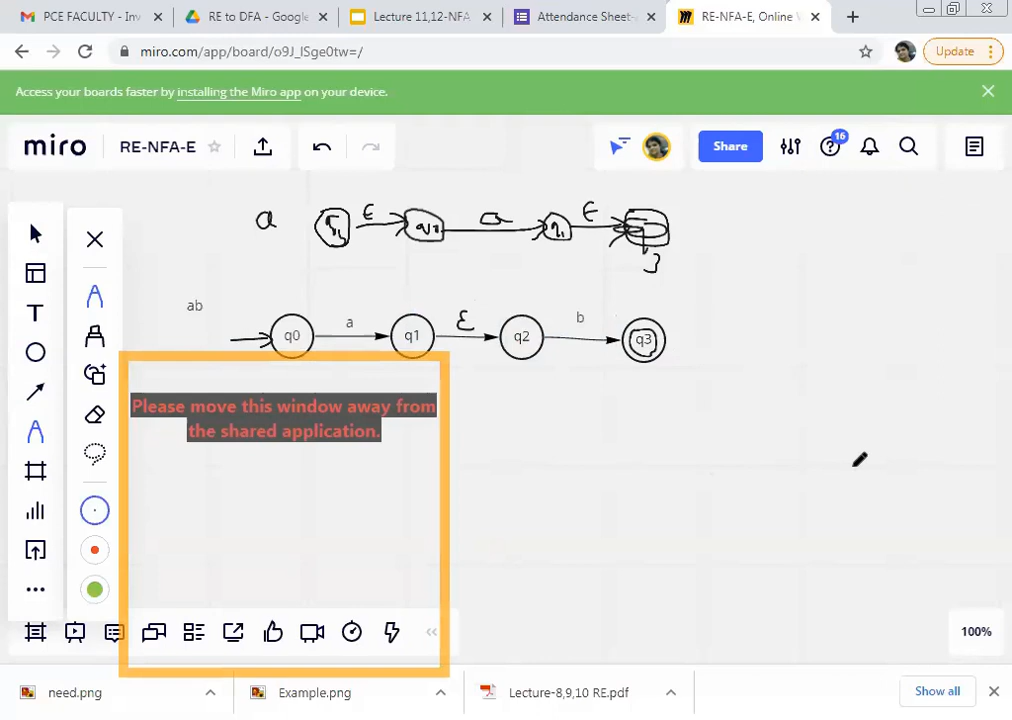 PCE FACULTY - Inv
RE to DFA - Google
Lecture 11,12-NFA
Attendance Sheet-
RE-NFA-E, Online
miro.com/app/board/o9J_lSge0tw=/
Update
Access your boards faster by installing the Miro app on your device.
miro
RE-NFA-E
Share
16
a
ε a ε
q1
ab
q0 a q1 ε q2 b q3
Please move this window away from
the shared application.
100%
need.png
Example.png
Lecture-8,9,10 RE.pdf
Show all